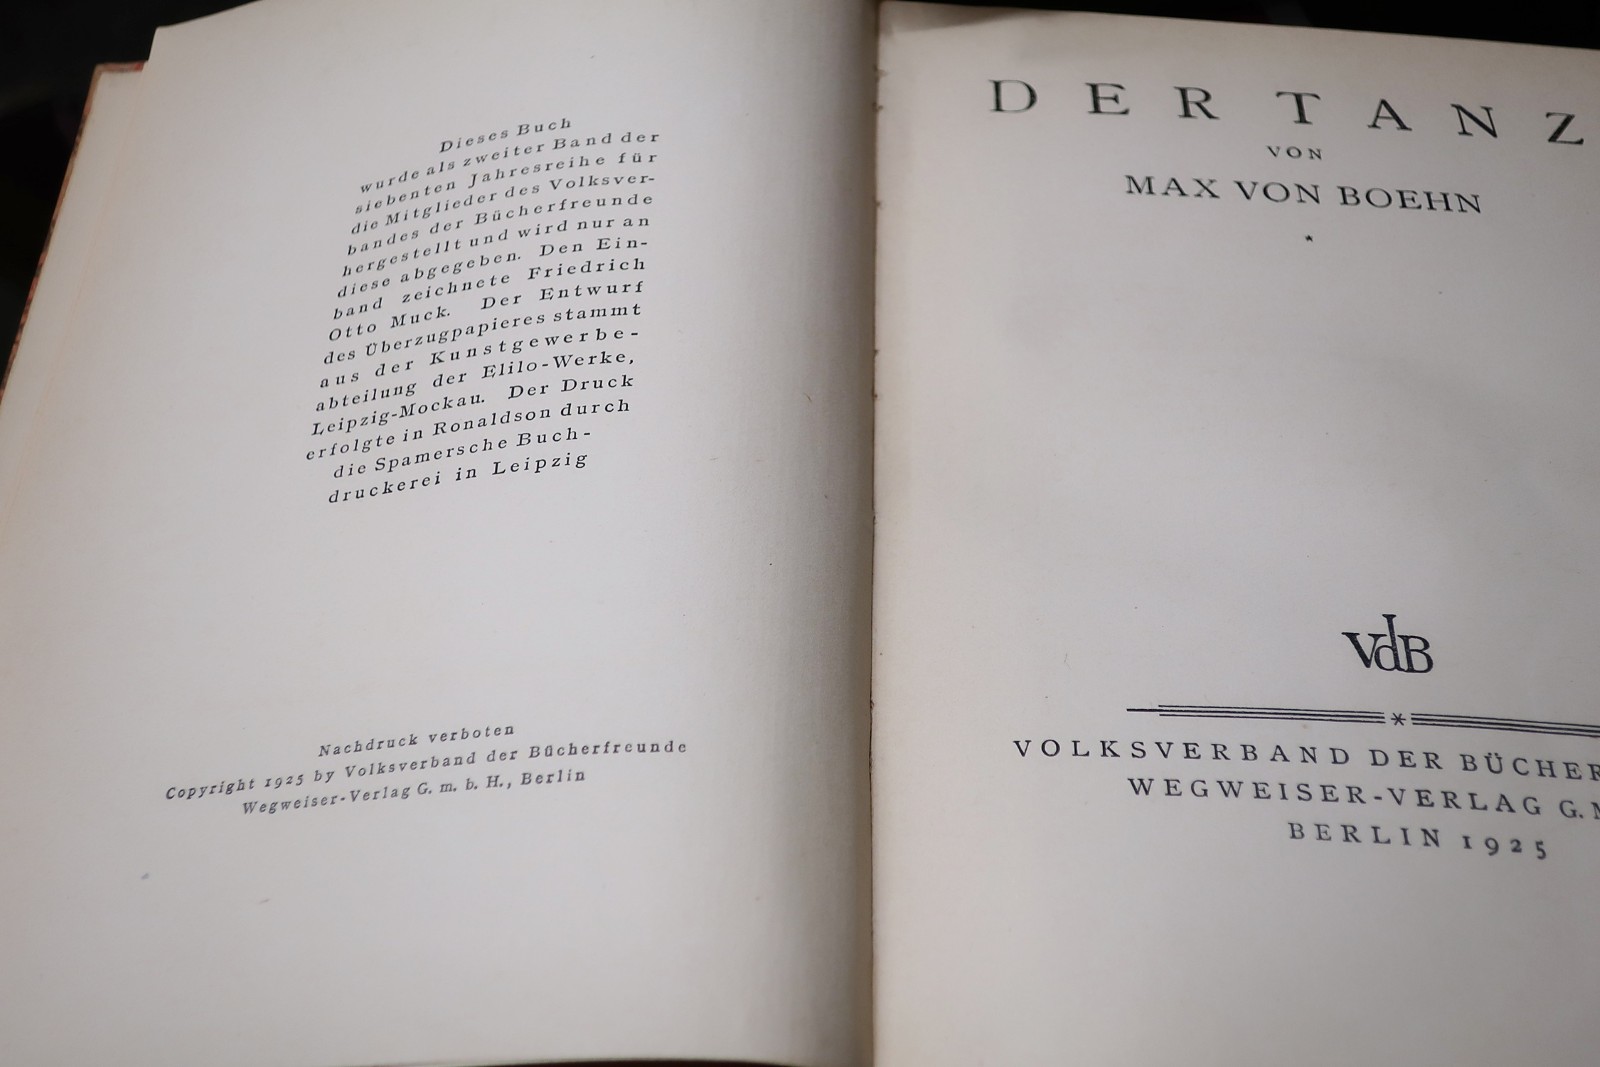 Dieses Buch
wurde als zweiter Band der
siebenten Jahresreihe für
die Mitglieder des Volksver-
bandes der Bücherfreunde
hergestellt und wird nur an
diese abgegeben. Den Ein-
band zeichnete Friedrich
Otto Muck. Der Entwurf
des Überzugpapieres stammt
aus der Kunstgewerbe-
abteilung der Elilo-Werke,
Leipzig-Mockau. Der Druck
erfolgte in Ronaldson durch
die Spamersche Buch-
druckerei in Leipzig
Nachdruck verboten
Copyright 1925 by Volksverband der Bücherfreunde
Wegweiser-Verlag G. m. b. H., Berlin
DER TANZ
VON
MAX VON BOEHN
*
VdB
*
VOLKSVERBAND DER BÜCHER
WEGWEISER-VERLAG G. M
BERLIN 1925